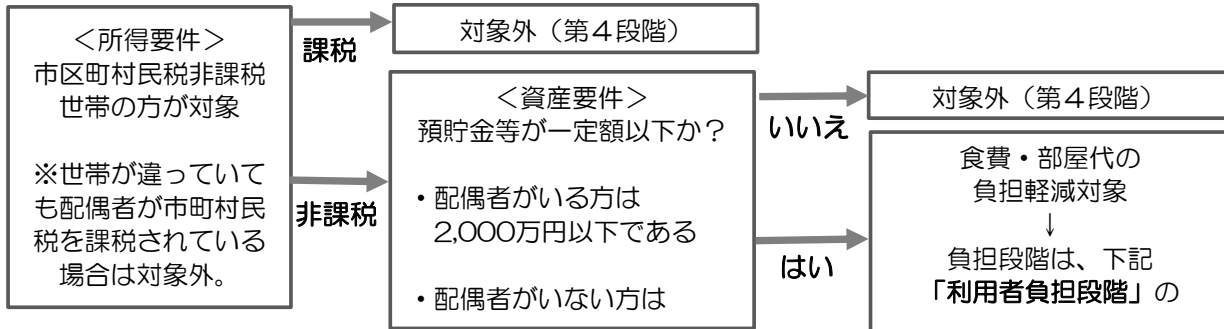 ＜所得要件＞
市区町村民税非課税
世帯の方が対象
※世帯が違っていて
も配偶者が市町村民
税を課税されている
場合は対象外。
課税
対象外（第４段階）
非課税
＜資産要件＞
預貯金等が一定額以下か？
・配偶者がいる方は
2,000万円以下である
・配偶者がいない方は
いいえ
対象外（第４段階）
はい
食費・部屋代の
負担軽減対象
↓
負担段階は、下記
「利用者負担段階」の